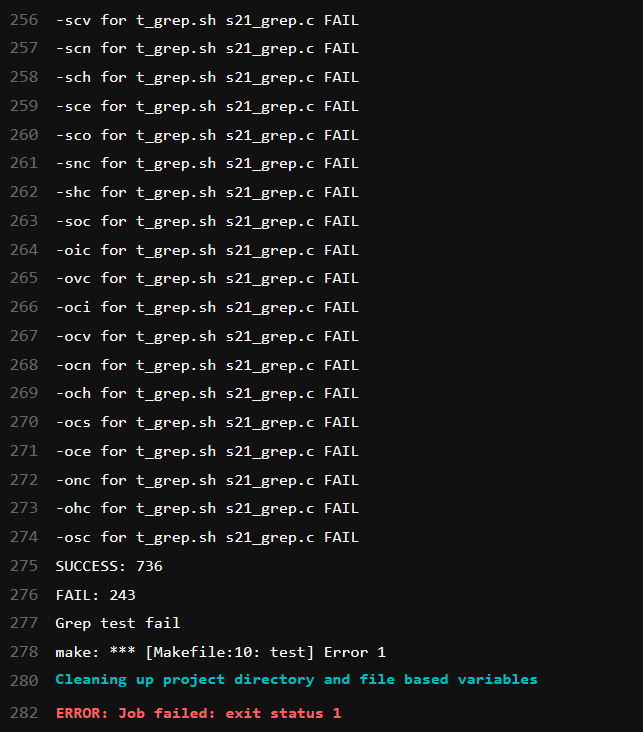 256 -scv for t_grep.sh s21_grep.c FAIL
257 -scn for t_grep.sh s21_grep.c FAIL
258 -sch for t_grep.sh s21_grep.c FAIL
259 -sce for t_grep.sh s21_grep.c FAIL
260 -sco for t_grep.sh s21_grep.c FAIL
261 -snc for t_grep.sh s21_grep.c FAIL
262 -shc for t_grep.sh s21_grep.c FAIL
263 -soc for t_grep.sh s21_grep.c FAIL
264 -oic for t_grep.sh s21_grep.c FAIL
265 -ovc for t_grep.sh s21_grep.c FAIL
266 -oci for t_grep.sh s21_grep.c FAIL
267 -ocv for t_grep.sh s21_grep.c FAIL
268 -ocn for t_grep.sh s21_grep.c FAIL
269 -och for t_grep.sh s21_grep.c FAIL
270 -ocs for t_grep.sh s21_grep.c FAIL
271 -oce for t_grep.sh s21_grep.c FAIL
272 -onc for t_grep.sh s21_grep.c FAIL
273 -ohc for t_grep.sh s21_grep.c FAIL
274 -osc for t_grep.sh s21_grep.c FAIL
275 SUCCESS: 736
276 FAIL: 243
277 Grep test fail
278 make: *** [Makefile:10: test] Error 1
280 Cleaning up project directory and file based variables
282 ERROR: Job failed: exit status 1